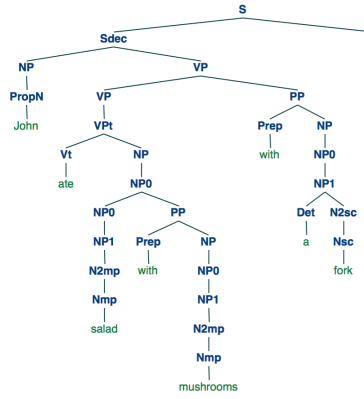 S
Sdec
NP VP
PropN VP PP
John VPt Prep NP
Vt NP with NP0
ate NP0 NP1
NP0 PP Det N2sc
NP1 Prep NP a Nsc
N2mp with NP0 fork
Nmp NP1
salad N2mp
Nmp
mushrooms